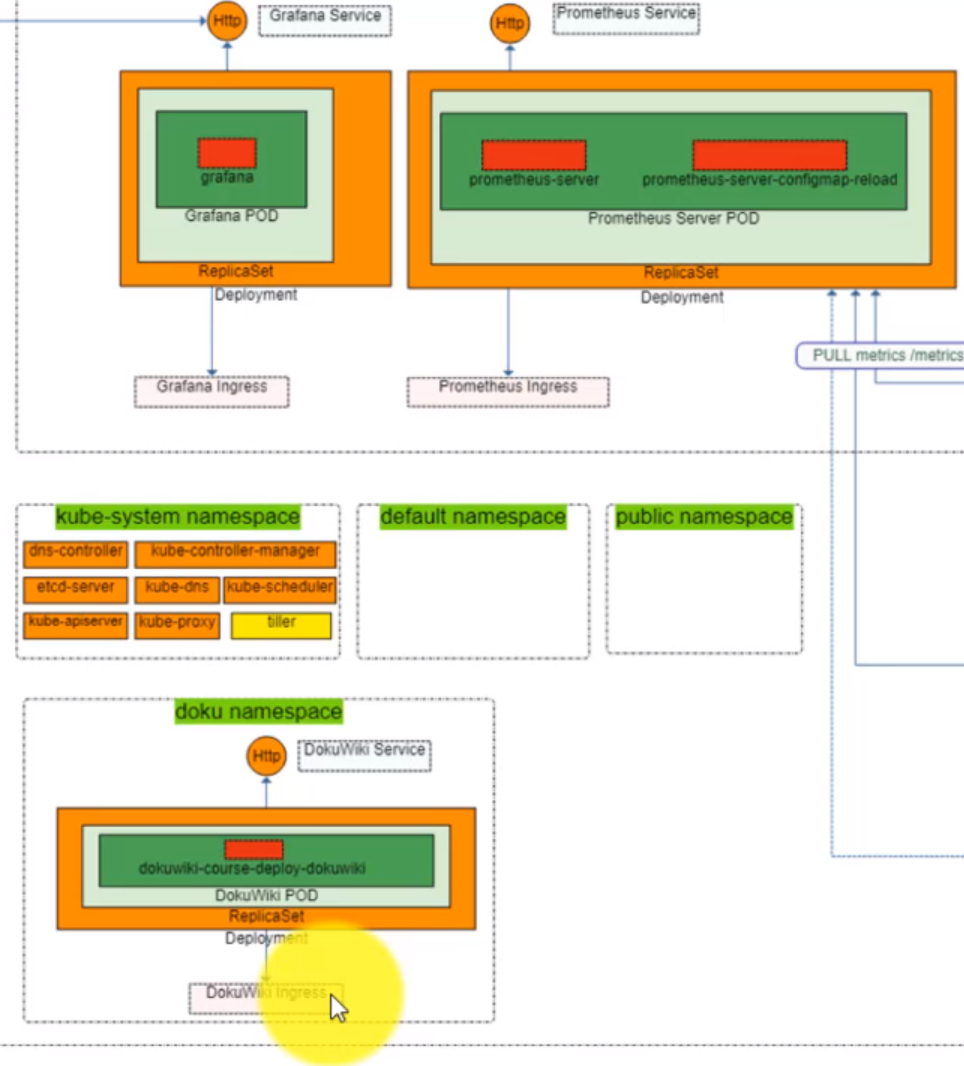 Http
Grafana Service
Http
Prometheus Service
grafana
Grafana POD
ReplicaSet
Deployment
Grafana Ingress
prometheus-server
prometheus-server-configmap-reload
Prometheus Server POD
ReplicaSet
Deployment
Prometheus Ingress
PULL metrics /metrics
kube-system namespace
dns-controller
kube-controller-manager
etcd-server
kube-dns
kube-scheduler
kube-apiserver
kube-proxy
tiller
default namespace
public namespace
doku namespace
Http
DokuWiki Service
dokuwiki-course-deploy-dokuwiki
DokuWiki POD
ReplicaSet
Deployment
DokuWiki Ingress